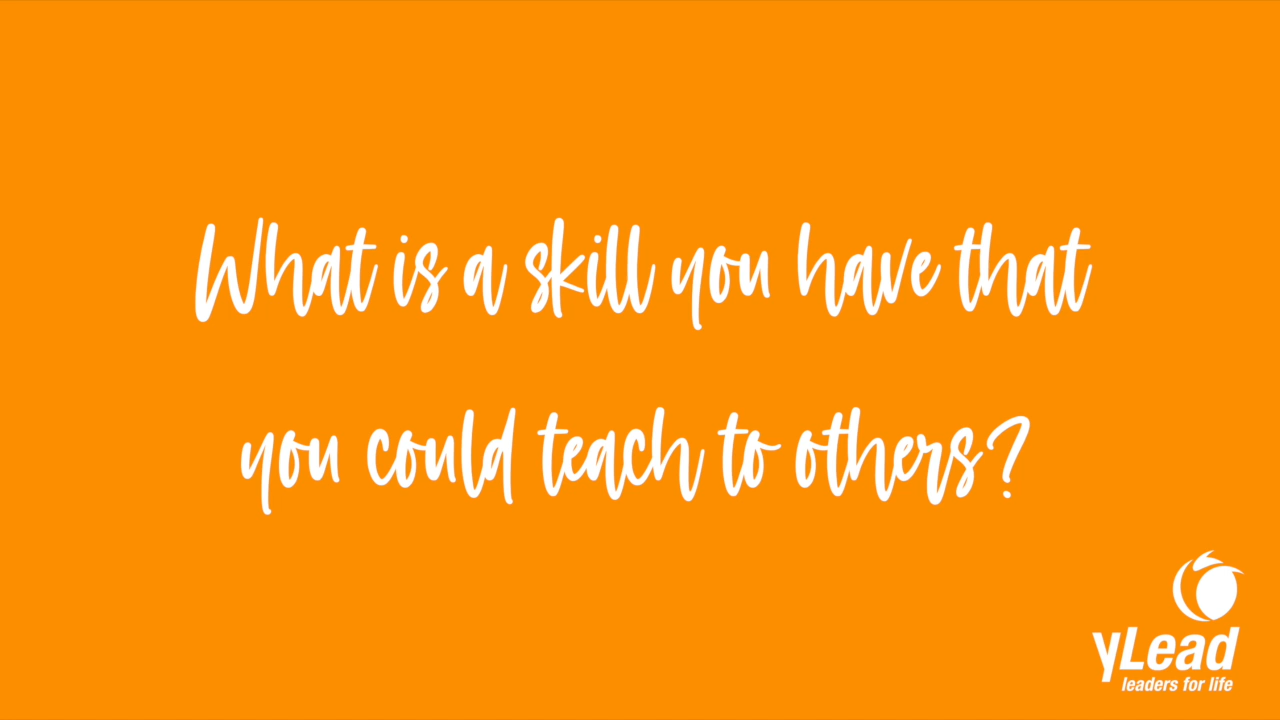 What is a skill you have that
you could teach to others?
yLead
leaders for life